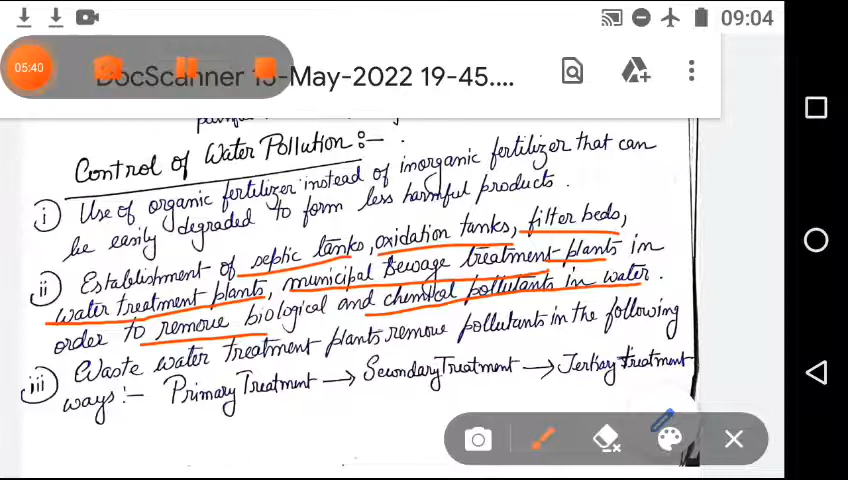 09:04
05:40
DocScanner 15-May-2022 19-45....
Control of Water Pollution :-
i) Use of organic fertilizer instead of inorganic fertilizer that can
be easily degraded to form less harmful products.
ii) Establishment of septic tanks, oxidation tanks, filter beds,
water treatment plants, municipal sewage treatment plants in
order to remove biological and chemical pollutants in water.
iii) Waste water treatment plants remove pollutants in the following
ways :- Primary Treatment → Secondary Treatment → Tertiary Treatment